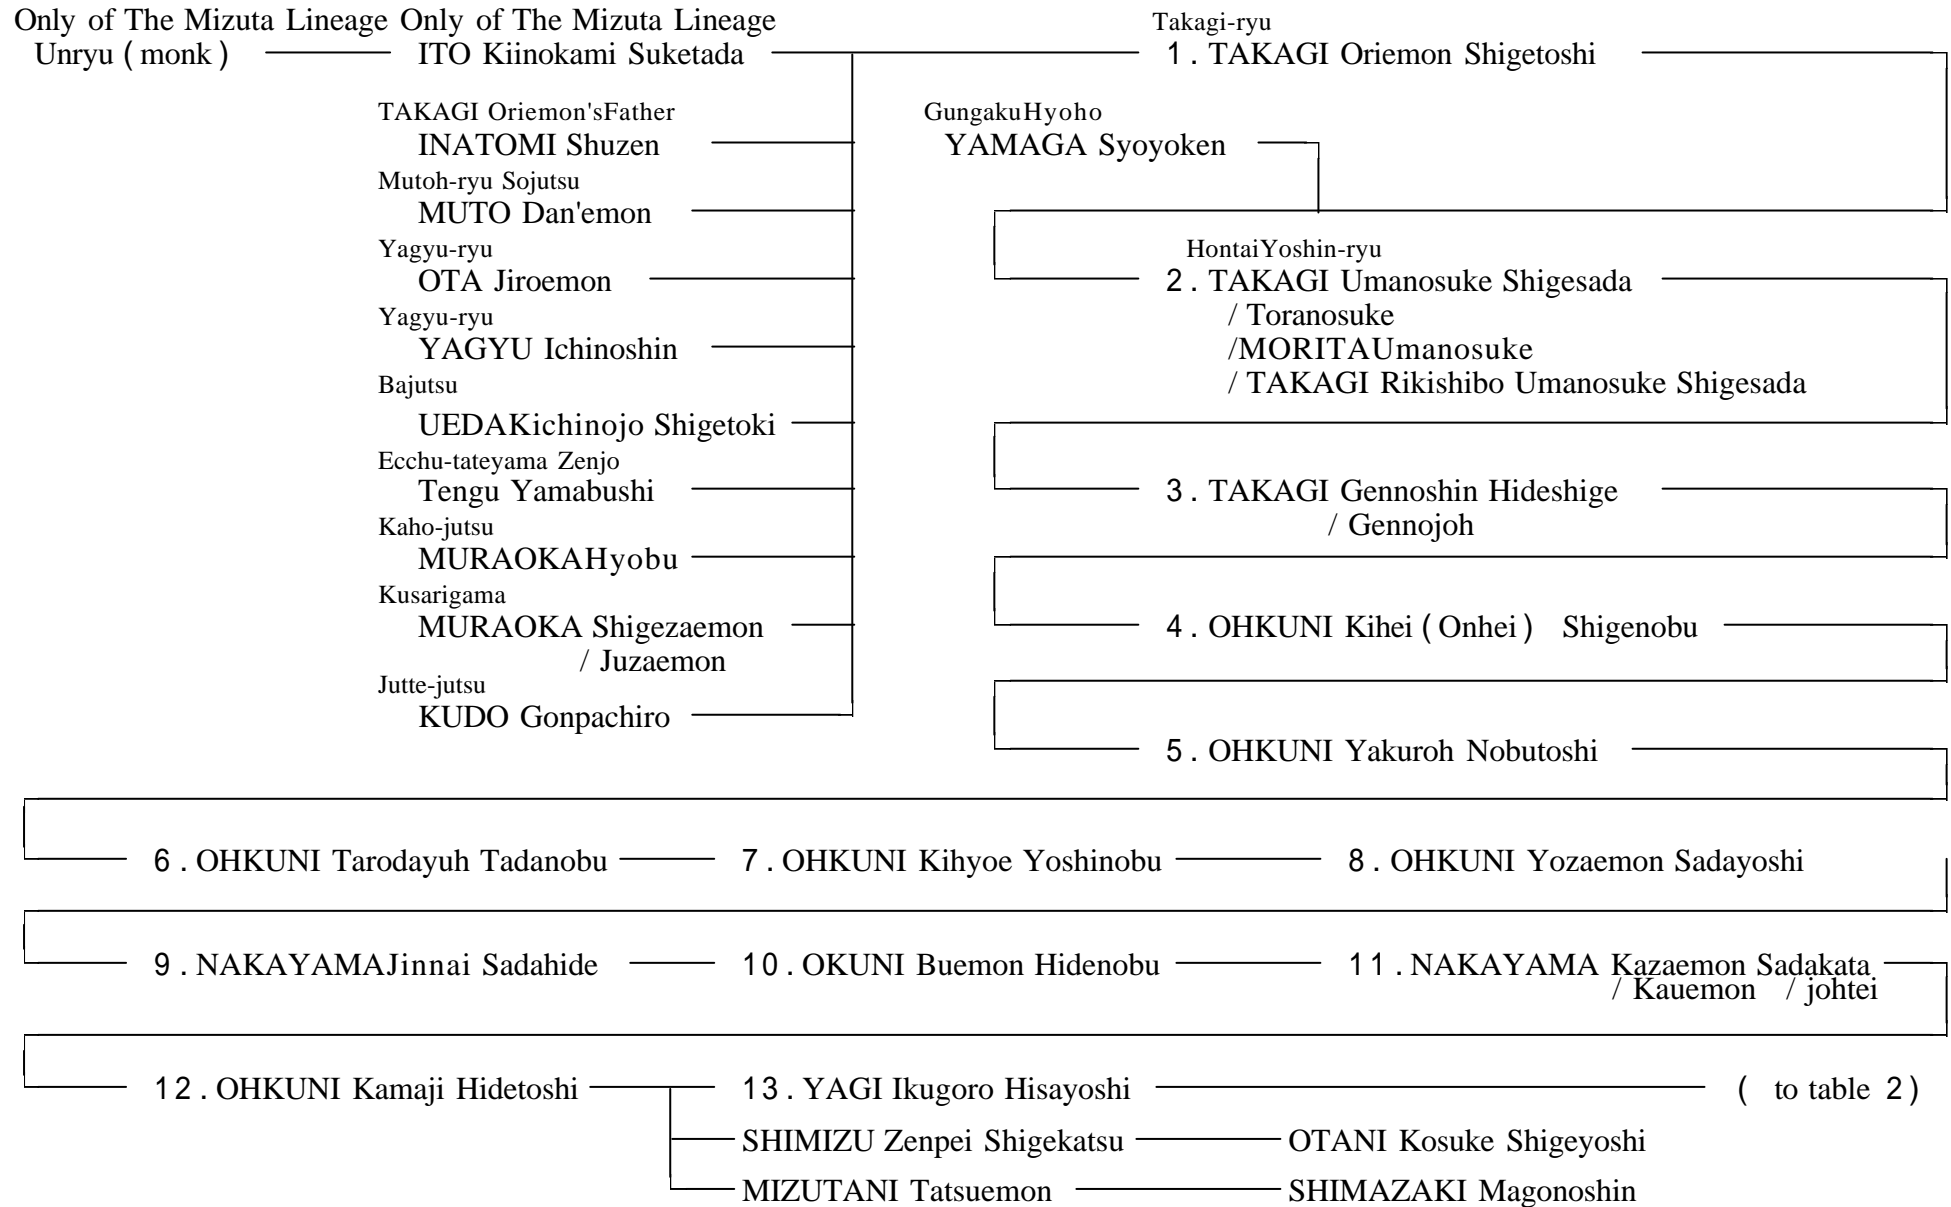 Only of The Mizuta Lineage Only of The Mizuta Lineage
Takagi-ryu
Unryu ( monk )
ITO Kiinokami Suketada
1. TAKAGI Oriemon Shigetoshi
TAKAGI Oriemon'sFather
INATOMI Shuzen
GungakuHyoho
YAMAGA Syoyoken
Mutoh-ryu Sojutsu
MUTO Dan'emon
Yagyu-ryu
OTA Jiroemon
Yagyu-ryu
YAGYU Ichinoshin
Bajutsu
UEDAKichinojo Shigetoki
Ecchu-tateyama Zenjo
Tengu Yamabushi
Kaho-jutsu
MURAOKAHyobu
Kusarigama
MURAOKA Shigezaemon
/ Juzaemon
Jutte-jutsu
KUDO Gonpachiro
HontaiYoshin-ryu
2. TAKAGI Umanosuke Shigesada
/ Toranosuke
/MORITAUmanosuke
/ TAKAGI Rikishibo Umanosuke Shigesada
3. TAKAGI Gennoshin Hideshige
/ Gennojoh
4. OHKUNI Kihei ( Onhei ) Shigenobu
5. OHKUNI Yakuroh Nobutoshi
6. OHKUNI Tarodayuh Tadanobu
7. OHKUNI Kihyoe Yoshinobu
8. OHKUNI Yozaemon Sadayoshi
9. NAKAYAMAJinnai Sadahide
10. OKUNI Buemon Hidenobu
11. NAKAYAMA Kazaemon Sadakata
/ Kauemon / johtei
12. OHKUNI Kamaji Hidetoshi
13. YAGI Ikugoro Hisayoshi
( to table 2)
SHIMIZU Zenpei Shigekatsu
OTANI Kosuke Shigeyoshi
MIZUTANI Tatsuemon
SHIMAZAKI Magonoshin